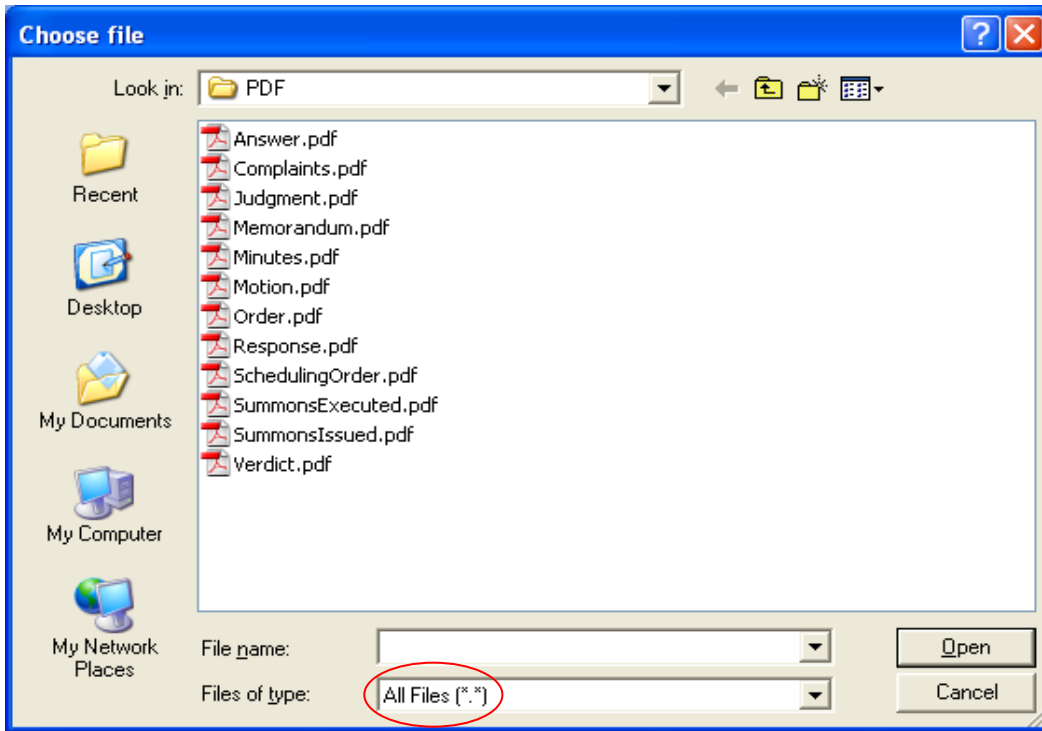 Choose file
Look in: PDF
Answer.pdf
Complaints.pdf
Judgment.pdf
Memorandum.pdf
Minutes.pdf
Motion.pdf
Order.pdf
Response.pdf
SchedulingOrder.pdf
SummonsExecuted.pdf
SummonsIssued.pdf
Verdict.pdf
Recent
Desktop
My Documents
My Computer
My Network
Places
File name:
Open
Files of type: All Files (*.*)
Cancel